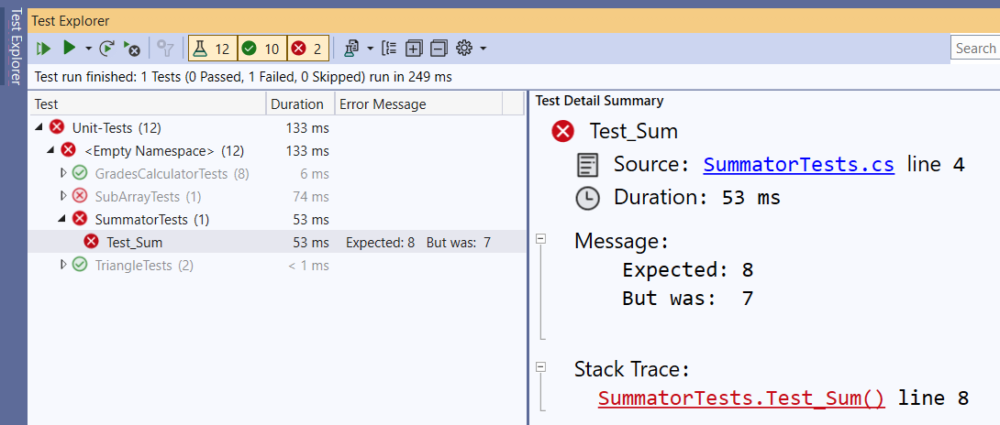 Test Explorer
Test Explorer
12 10 2
Search
Test run finished: 1 Tests (0 Passed, 1 Failed, 0 Skipped) run in 249 ms
Test Duration Error Message
Unit-Tests (12) 133 ms
<Empty Namespace> (12) 133 ms
GradesCalculatorTests (8) 6 ms
SubArrayTests (1) 74 ms
SummatorTests (1) 53 ms
Test_Sum 53 ms Expected: 8 But was: 7
TriangleTests (2) < 1 ms
Test Detail Summary
Test_Sum
Source: SummatorTests.cs line 4
Duration: 53 ms
Message:
Expected: 8
But was: 7
Stack Trace:
SummatorTests.Test_Sum() line 8